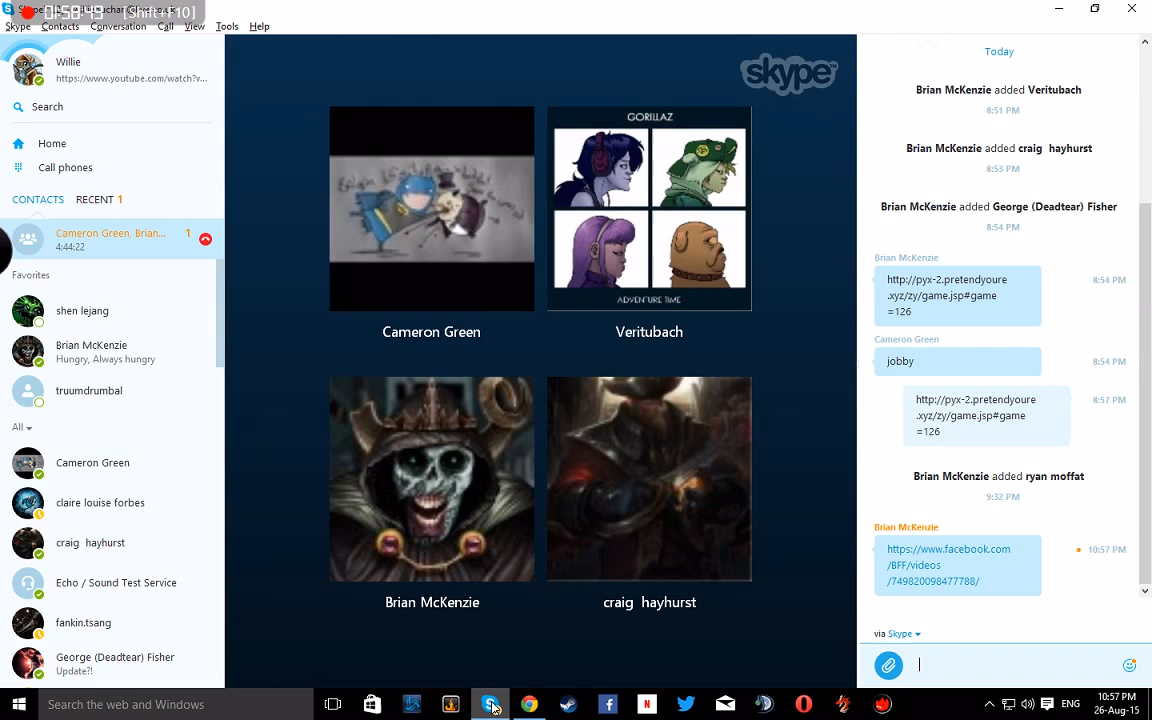 01:58:45 [Shift+F10]
Skype Contacts Conversation Call View Tools Help
Willie
https://www.youtube.com/watch?v...
Search
Home
Call phones
CONTACTS RECENT 1
Cameron Green, Brian... 1
4:44:22
Favorites
shen lejang
Brian McKenzie
Hungry, Always hungry
truumdrumbal
All
Cameron Green
claire louise forbes
craig hayhurst
Echo / Sound Test Service
fankin.tsang
George (Deadtear) Fisher
Update?!
skype
GORILLAZ
ADVENTURE TIME
Cameron Green
Veritubach
Brian McKenzie
craig hayhurst
Today
Brian McKenzie added Veritubach
8:51 PM
Brian McKenzie added craig hayhurst
8:53 PM
Brian McKenzie added George (Deadtear) Fisher
8:54 PM
Brian McKenzie
http://pyx-2.pretendyoure 8:54 PM
.xyz/zy/game.jsp#game
=126
Cameron Green
jobby 8:54 PM
http://pyx-2.pretendyoure 8:57 PM
.xyz/zy/game.jsp#game
=126
Brian McKenzie added ryan moffat
9:32 PM
Brian McKenzie
https://www.facebook.com 10:57 PM
/BFF/videos
/749820098477788/
via Skype
Search the web and Windows
ENG
10:57 PM
26-Aug-15